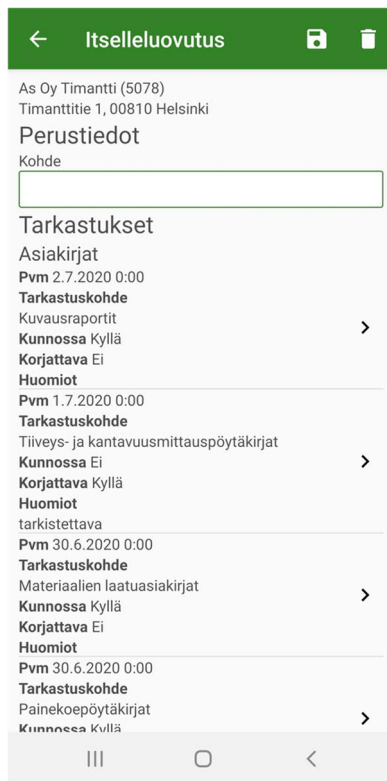 Itselleluovutus
As Oy Timantti (5078)
Timanttitie 1, 00810 Helsinki
Perustiedot
Kohde
Tarkastukset
Asiakirjat
Pvm 2.7.2020 0:00
Tarkastuskohde
Kuvausraportit
Kunnossa Kyllä
Korjattava Ei
Huomiot
Pvm 1.7.2020 0:00
Tarkastuskohde
Tiiveys- ja kantavuusmittauspöytäkirjat
Kunnossa Ei
Korjattava Kyllä
Huomiot
tarkistettava
Pvm 30.6.2020 0:00
Tarkastuskohde
Materiaalien laatuasiakirjat
Kunnossa Kyllä
Korjattava Ei
Huomiot
Pvm 30.6.2020 0:00
Tarkastuskohde
Painekoepöytäkirjat
Kunnossa Kyllä